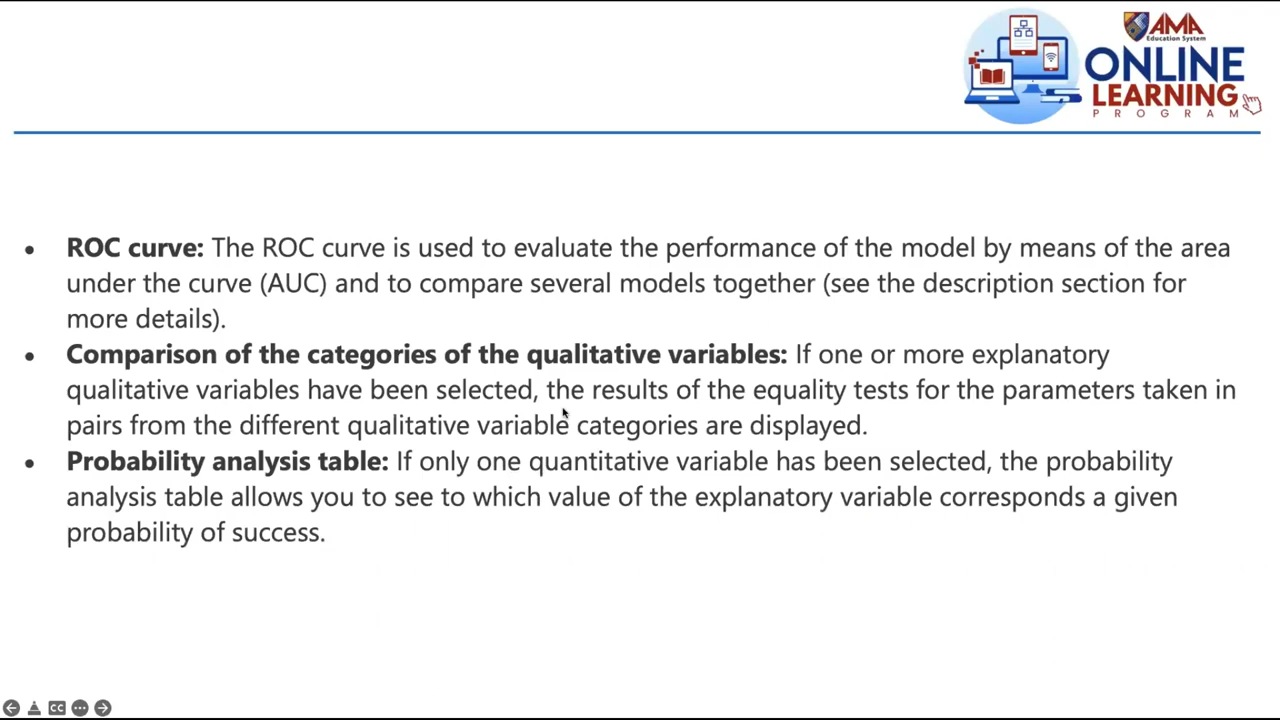 AMA
Education System
ONLINE
LEARNING
PROGRAM
• ROC curve: The ROC curve is used to evaluate the performance of the model by means of the area
under the curve (AUC) and to compare several models together (see the description section for
more details).
• Comparison of the categories of the qualitative variables: If one or more explanatory
qualitative variables have been selected, the results of the equality tests for the parameters taken in
pairs from the different qualitative variable categories are displayed.
• Probability analysis table: If only one quantitative variable has been selected, the probability
analysis table allows you to see to which value of the explanatory variable corresponds a given
probability of success.
CC